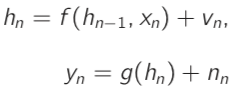 hₙ = f(hₙ₋₁, xₙ) + vₙ,
yₙ = g(hₙ) + nₙ